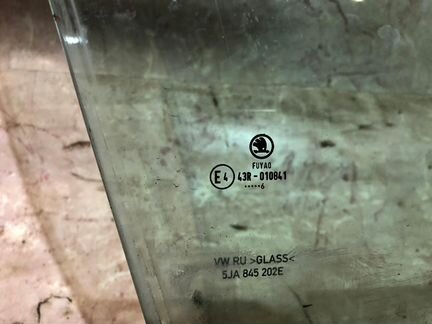 FUYAO
E4 43R-010841
•••••6
VW RU >GLASS<
5JA 845 202E